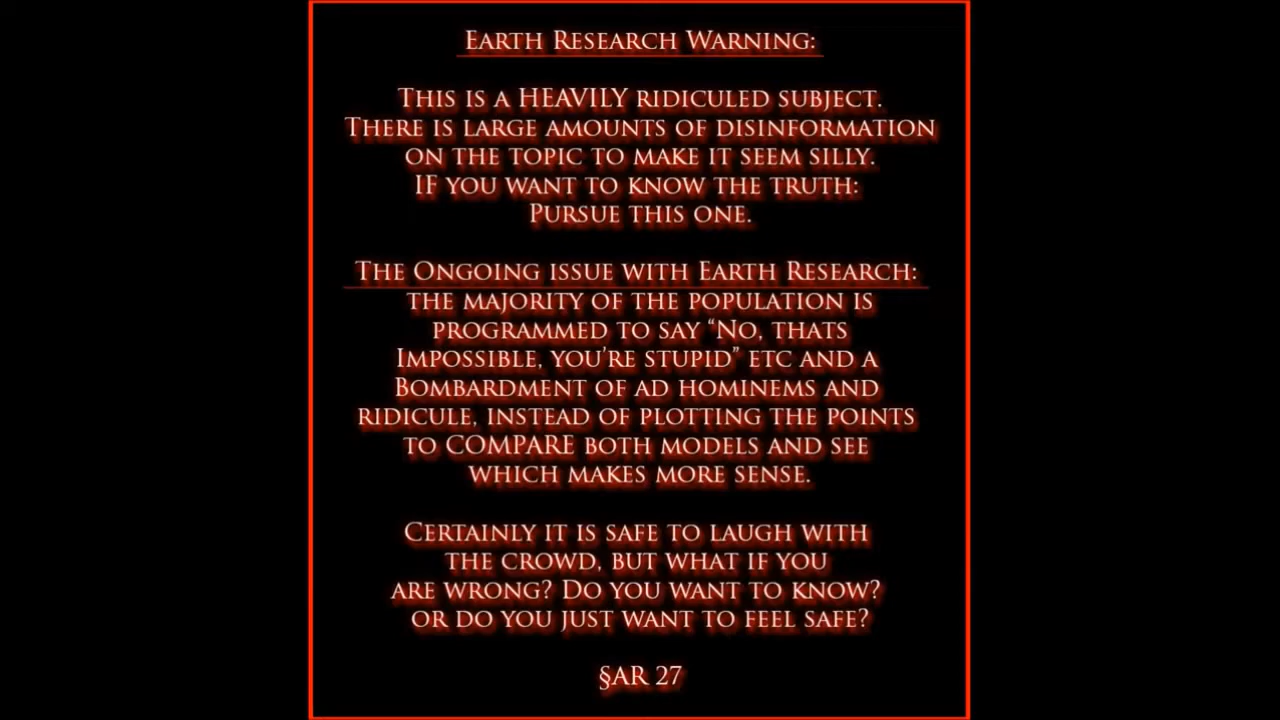 Earth Research Warning:
This is a HEAVILY ridiculed subject.
There is large amounts of disinformation
on the topic to make it seem silly.
IF you want to know the truth:
Pursue this one.
The Ongoing issue with Earth Research:
the majority of the population is
programmed to say “No, thats
Impossible, you're stupid” etc and a
Bombardment of ad hominems and
ridicule, instead of plotting the points
to COMPARE both models and see
which makes more sense.
Certainly it is safe to laugh with
the crowd, but what if you
are wrong? Do you want to know?
or do you just want to feel safe?
§AR 27